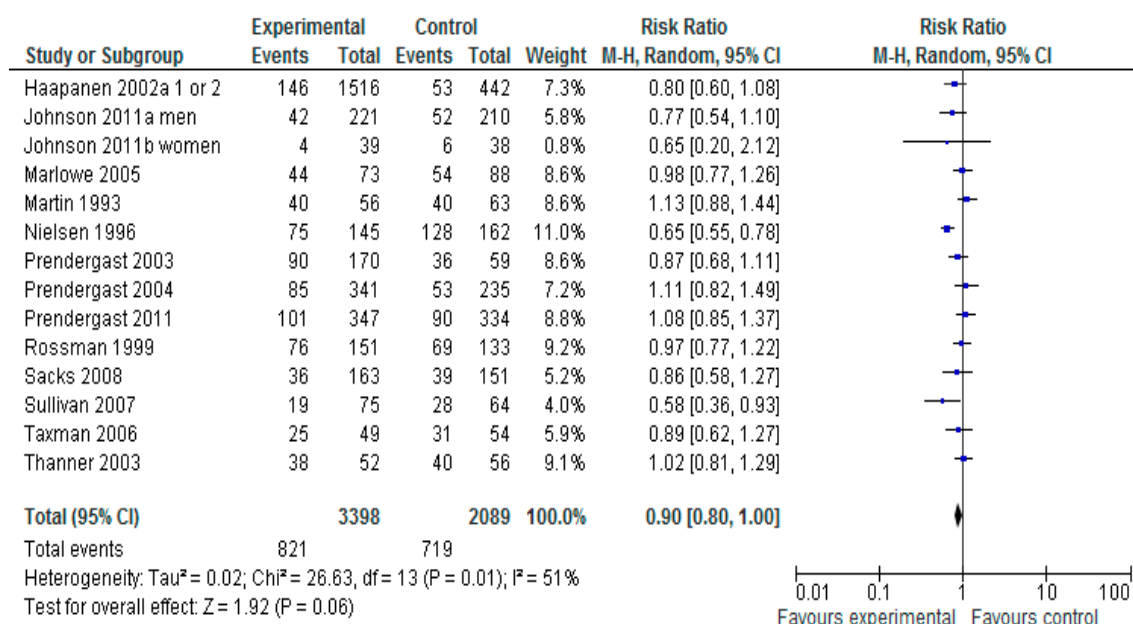 Experimental Control Risk Ratio Risk Ratio
Study or Subgroup Events Total Events Total Weight M-H, Random, 95% CI M-H, Random, 95% CI
Haapanen 2002a 1 or 2 146 1516 53 442 7.3% 0.80 [0.60, 1.08]
Johnson 2011a men 42 221 52 210 5.8% 0.77 [0.54, 1.10]
Johnson 2011b women 4 39 6 38 0.8% 0.65 [0.20, 2.12]
Marlowe 2005 44 73 54 88 8.6% 0.98 [0.77, 1.26]
Martin 1993 40 56 40 63 8.6% 1.13 [0.88, 1.44]
Nielsen 1996 75 145 128 162 11.0% 0.65 [0.55, 0.78]
Prendergast 2003 90 170 36 59 8.6% 0.87 [0.68, 1.11]
Prendergast 2004 85 341 53 235 7.2% 1.11 [0.82, 1.49]
Prendergast 2011 101 347 90 334 8.8% 1.08 [0.85, 1.37]
Rossman 1999 76 151 69 133 9.2% 0.97 [0.77, 1.22]
Sacks 2008 36 163 39 151 5.2% 0.86 [0.58, 1.27]
Sullivan 2007 19 75 28 64 4.0% 0.58 [0.36, 0.93]
Taxman 2006 25 49 31 54 5.9% 0.89 [0.62, 1.27]
Thanner 2003 38 52 40 56 9.1% 1.02 [0.81, 1.29]
Total (95% CI) 3398 2089 100.0% 0.90 [0.80, 1.00]
Total events 821 719
Heterogeneity: Tau² = 0.02; Chi² = 26.63, df = 13 (P = 0.01); I² = 51%
Test for overall effect: Z = 1.92 (P = 0.06)
0.01 0.1 1 10 100
Favours experimental Favours control